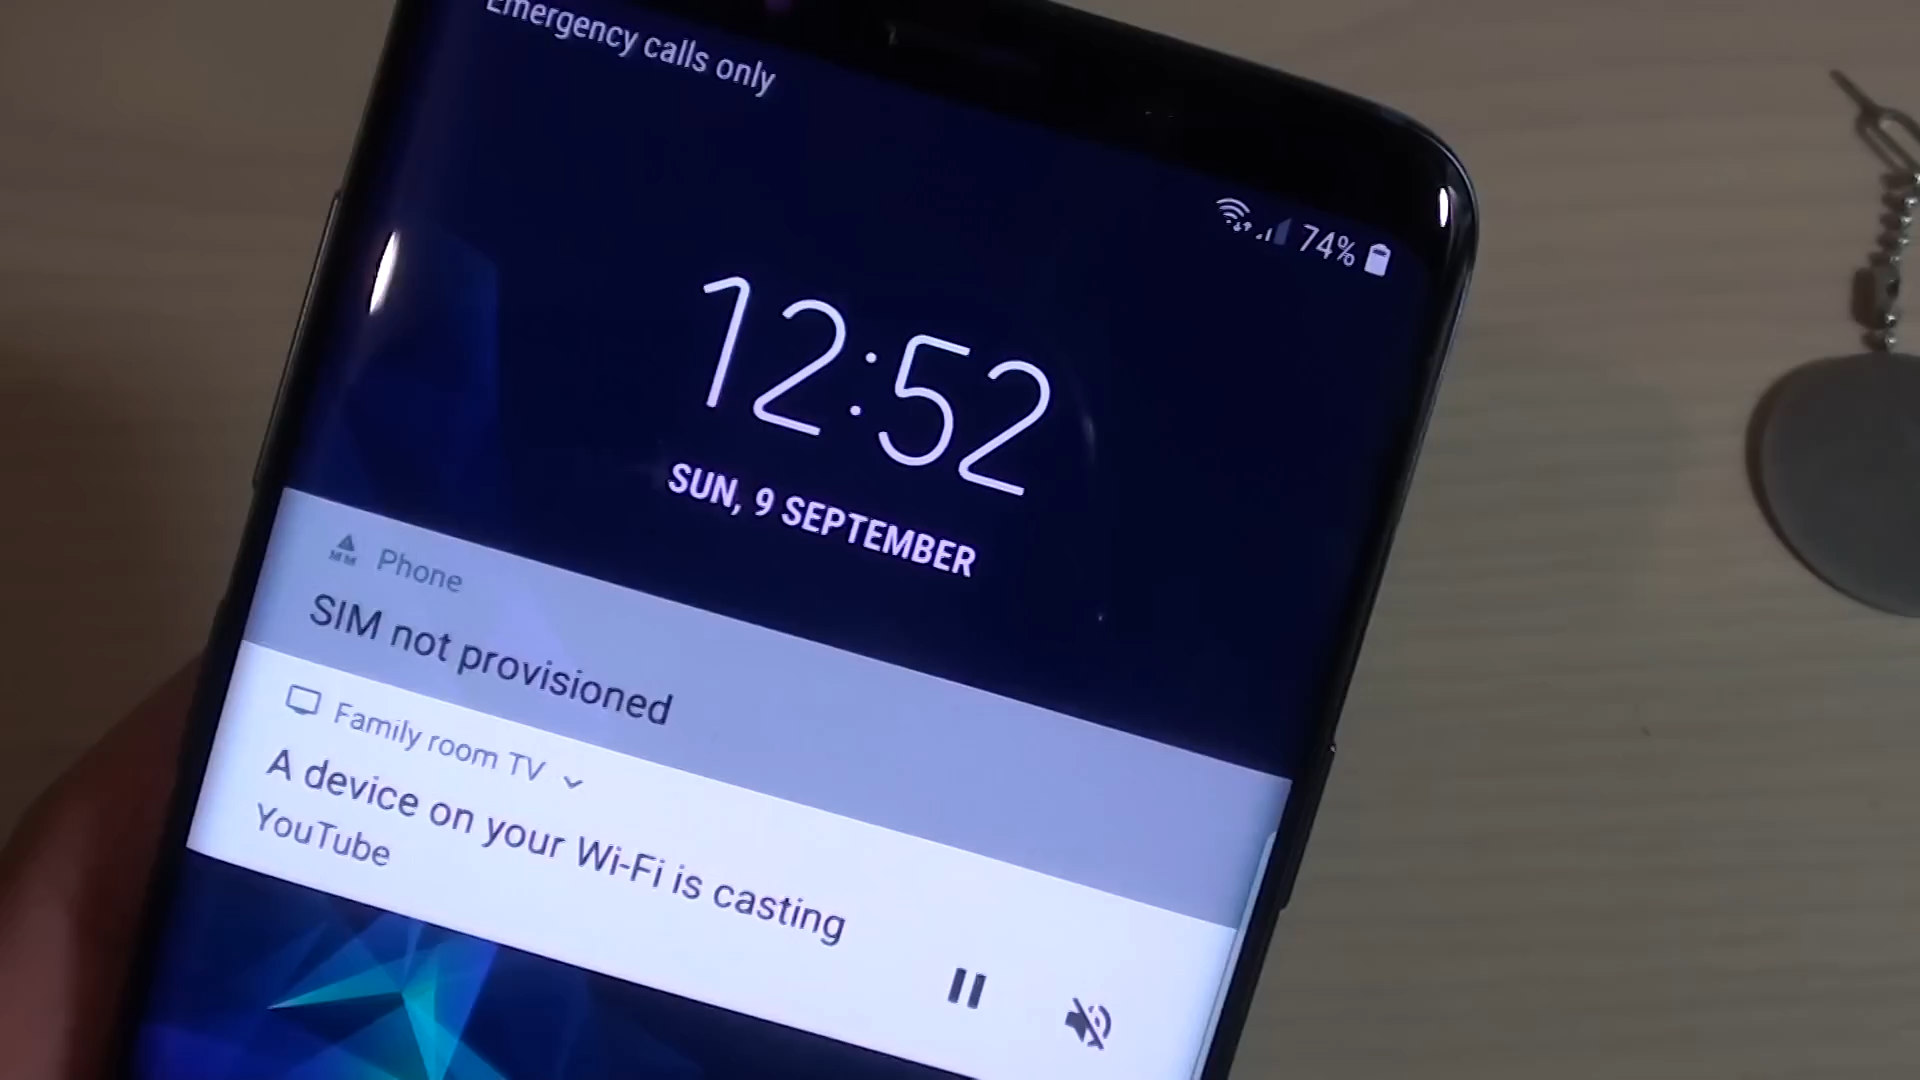 Emergency calls only
74%
12:52
SUN, 9 SEPTEMBER
MM Phone
SIM not provisioned
Family room TV
A device on your Wi-Fi is casting
YouTube